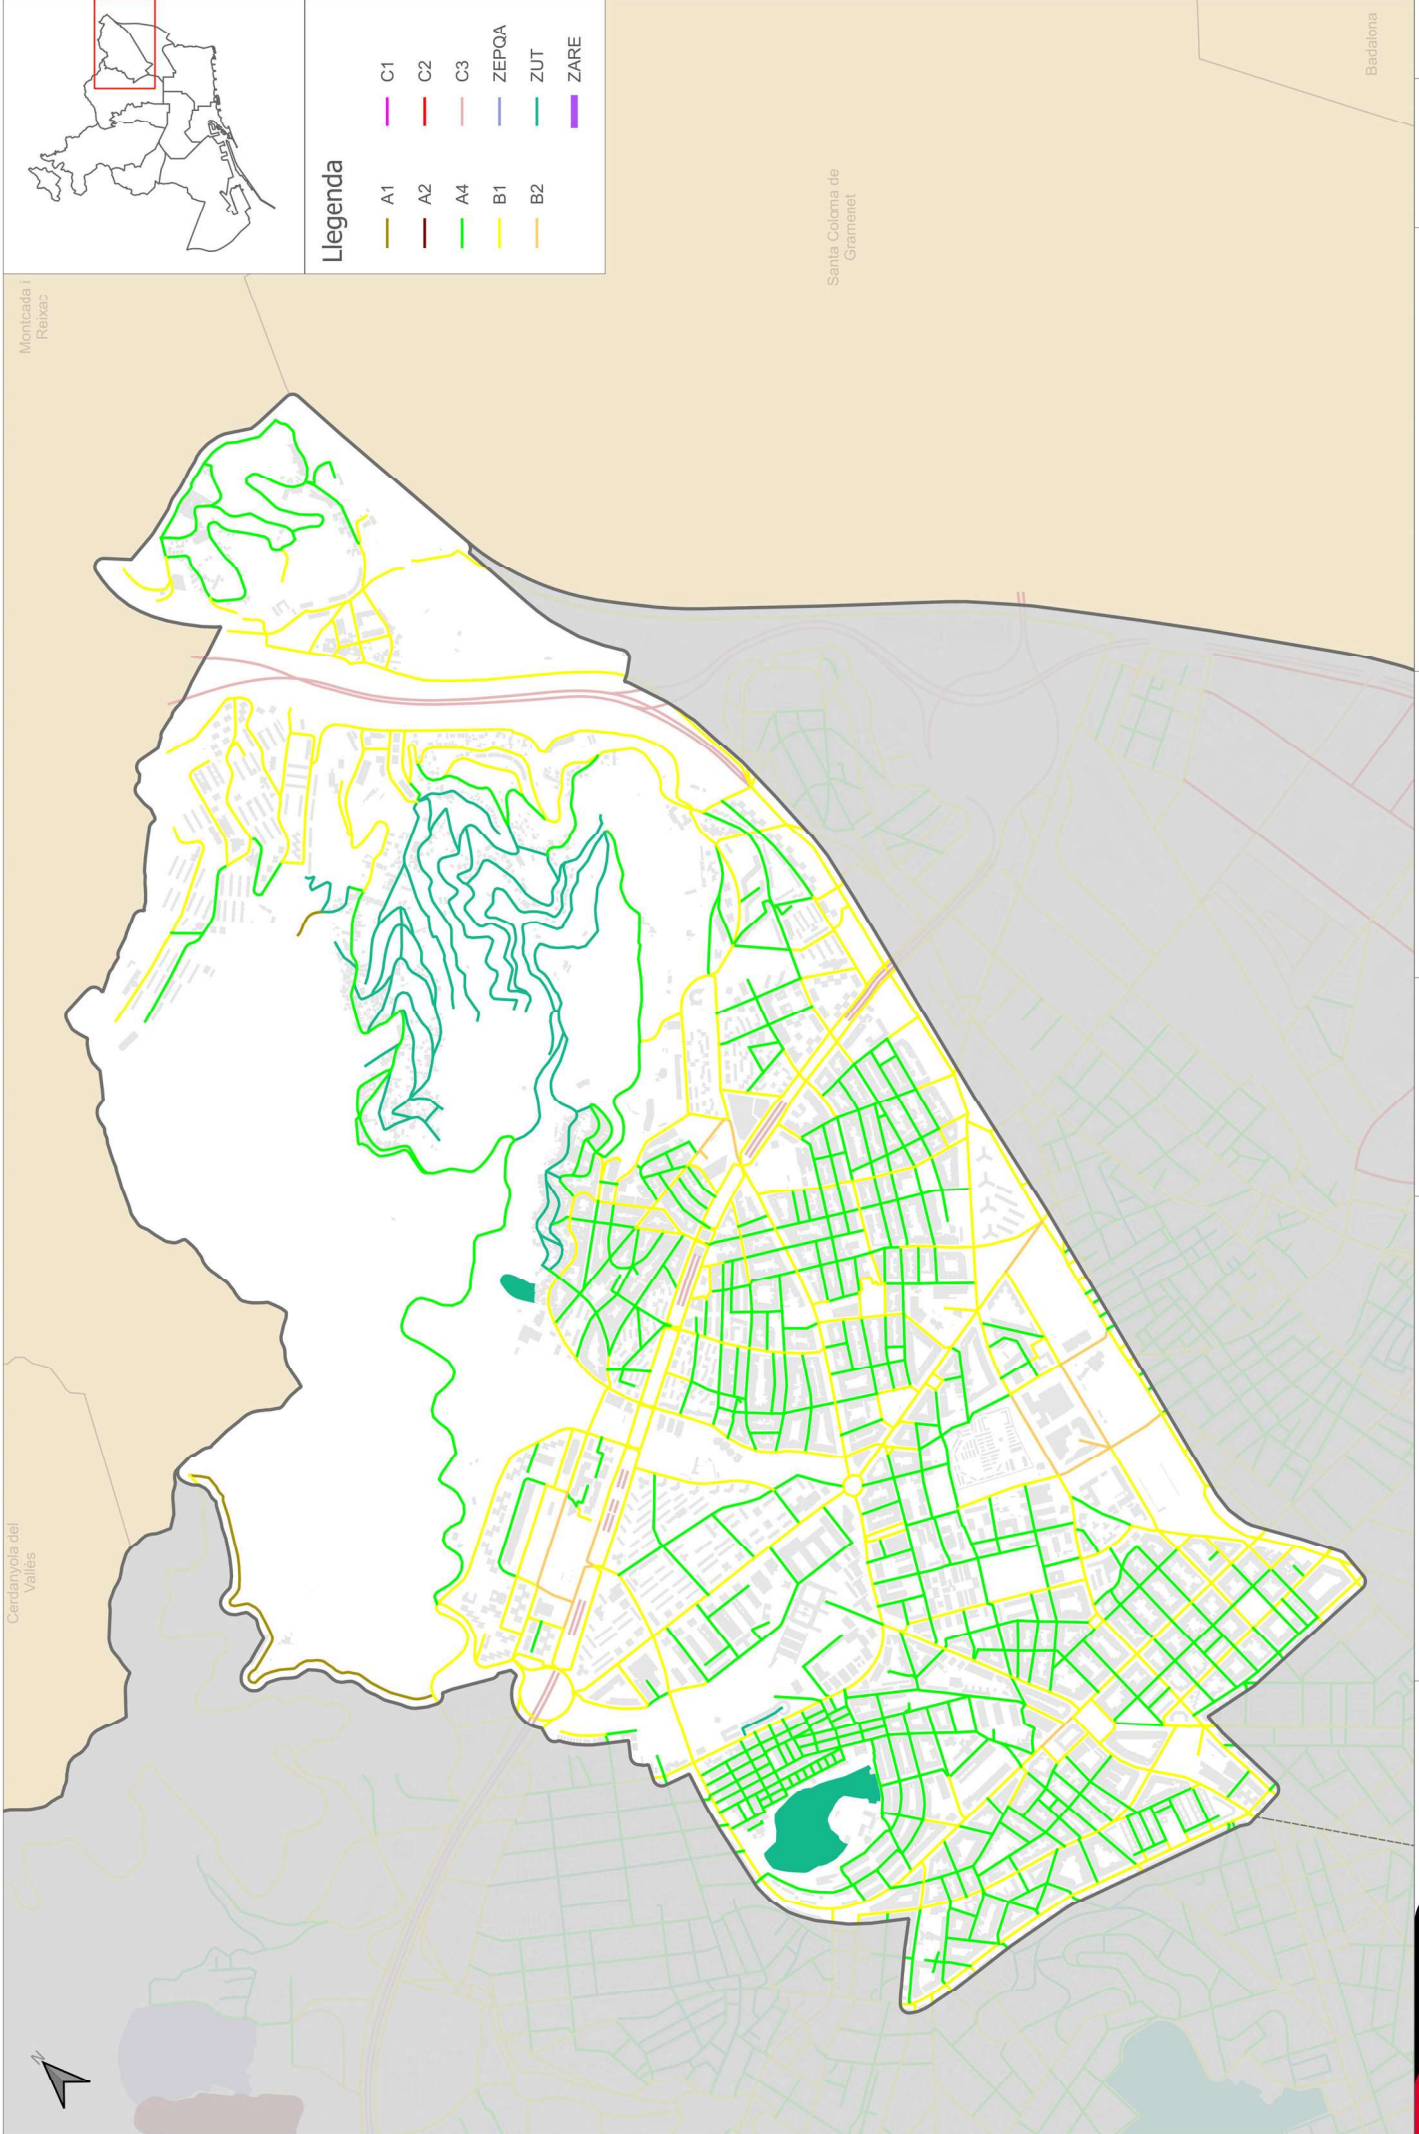 Montcada i
Reixac
Badalona
Santa Coloma de
Gramenet
Cerdanyola del
Vallès
Llegenda
A1
A2
A4
B1
B2
C1
C2
C3
ZEPQA
ZUT
ZARE
N